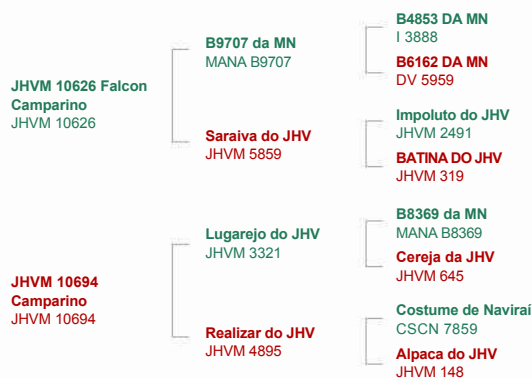 B4853 DA MN
I 3888
B9707 da MN
MANA B9707
B6162 DA MN
DV 5959
JHVM 10626 Falcon
Camparino
JHVM 10626
Impoluto do JHV
JHVM 2491
Saraiva do JHV
JHVM 5859
BATINA DO JHV
JHVM 319
B8369 da MN
MANA B8369
Lugarejo do JHV
JHVM 3321
Cereja da JHV
JHVM 645
JHVM 10694
Camparino
JHVM 10694
Costume de Naviraí
CSCN 7859
Realizar do JHV
JHVM 4895
Alpaca do JHV
JHVM 148